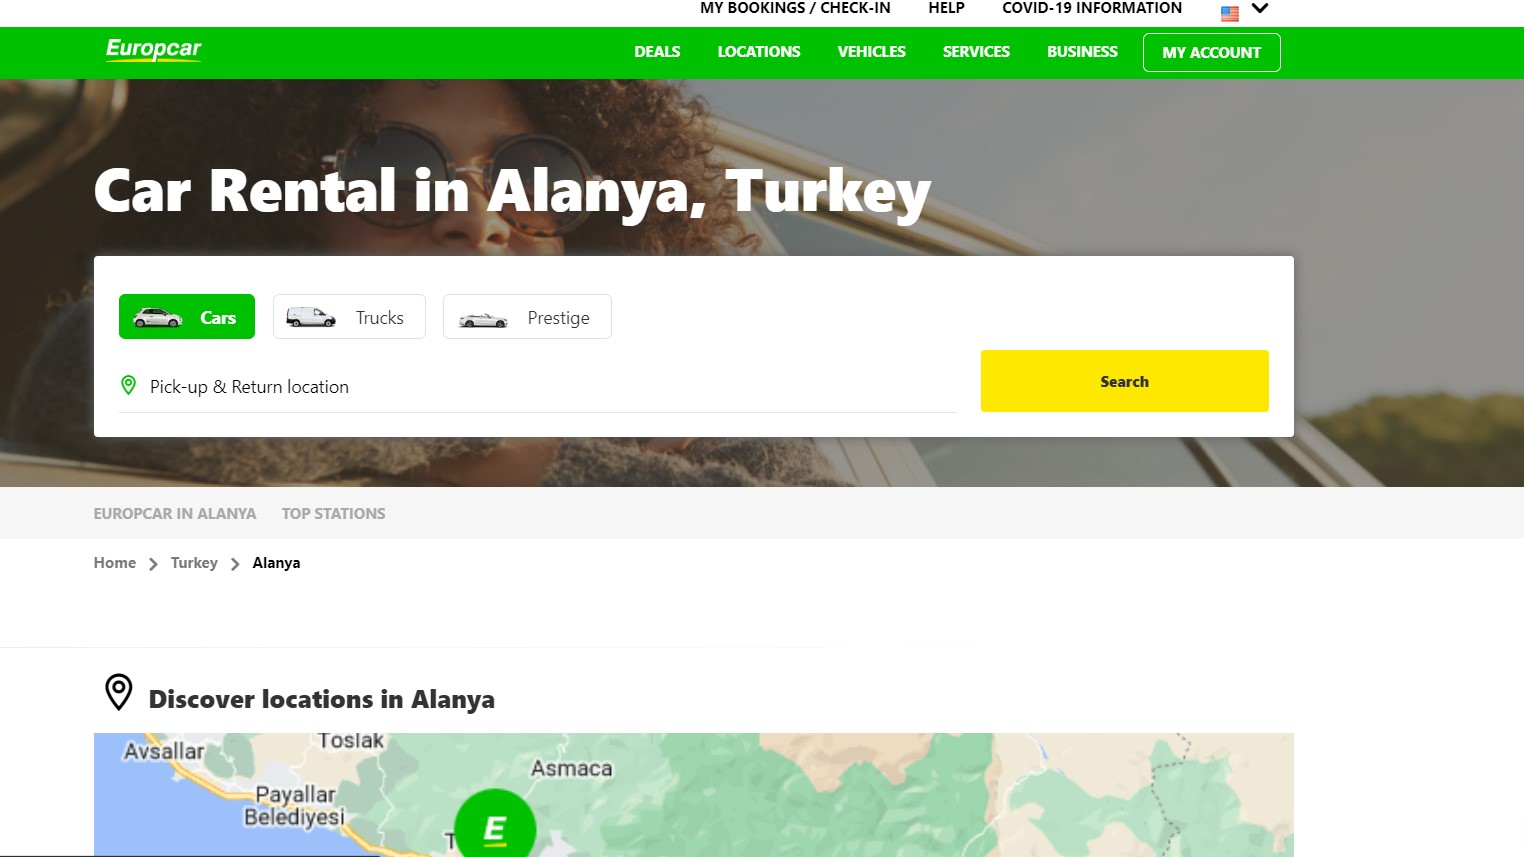 MY BOOKINGS / CHECK-IN HELP COVID-19 INFORMATION
Europcar DEALS LOCATIONS VEHICLES SERVICES BUSINESS MY ACCOUNT
Car Rental in Alanya, Turkey
Cars Trucks Prestige
Pick-up & Return location
Search
EUROPCAR IN ALANYA TOP STATIONS
Home Turkey Alanya
Discover locations in Alanya
Toslak
Avsallar
Asmaca
Payallar
Belediyesi
E